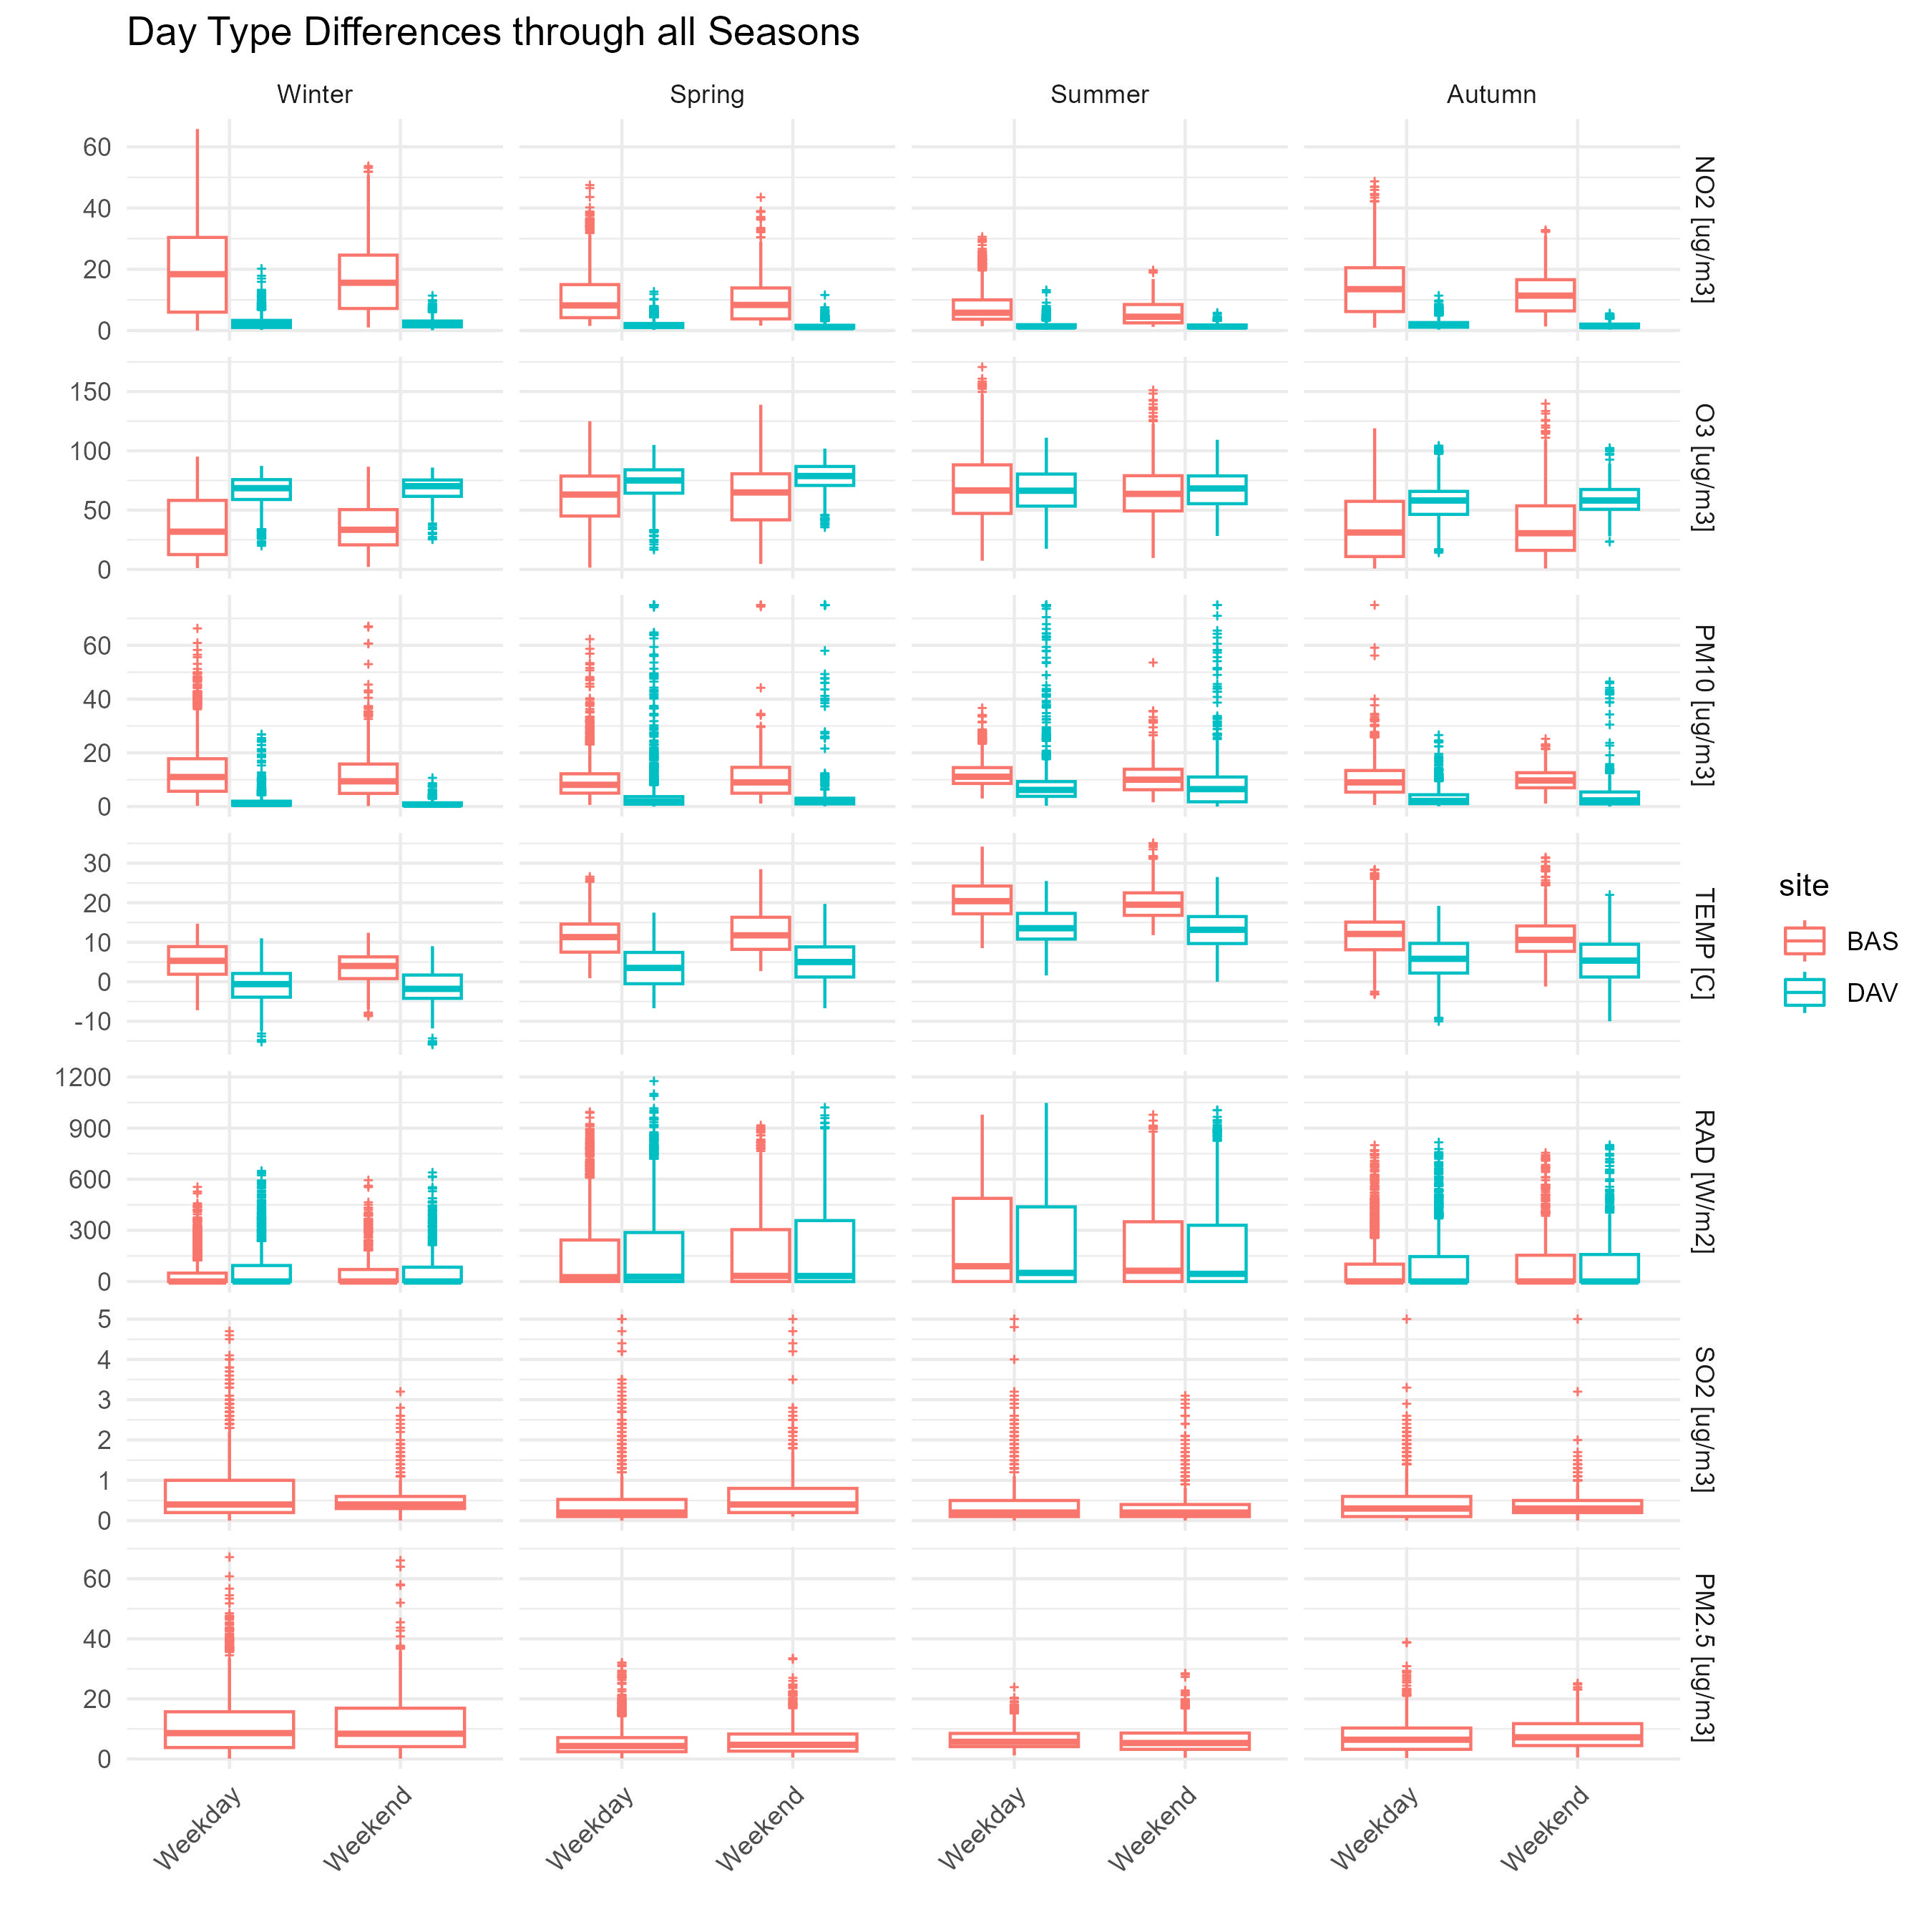 Day Type Differences through all Seasons
Winter
Spring
Summer
Autumn
60
40
20
0
NO2 [ug/m3]
150
100
50
0
O3 [ug/m3]
60
40
20
0
PM10 [ug/m3]
30
20
10
0
-10
TEMP [C]
1200
900
600
300
0
RAD [W/m2]
5
4
3
2
1
0
SO2 [ug/m3]
60
40
20
0
PM2.5 [ug/m3]
Weekday
Weekend
Weekday
Weekend
Weekday
Weekend
Weekday
Weekend
site
BAS
DAV